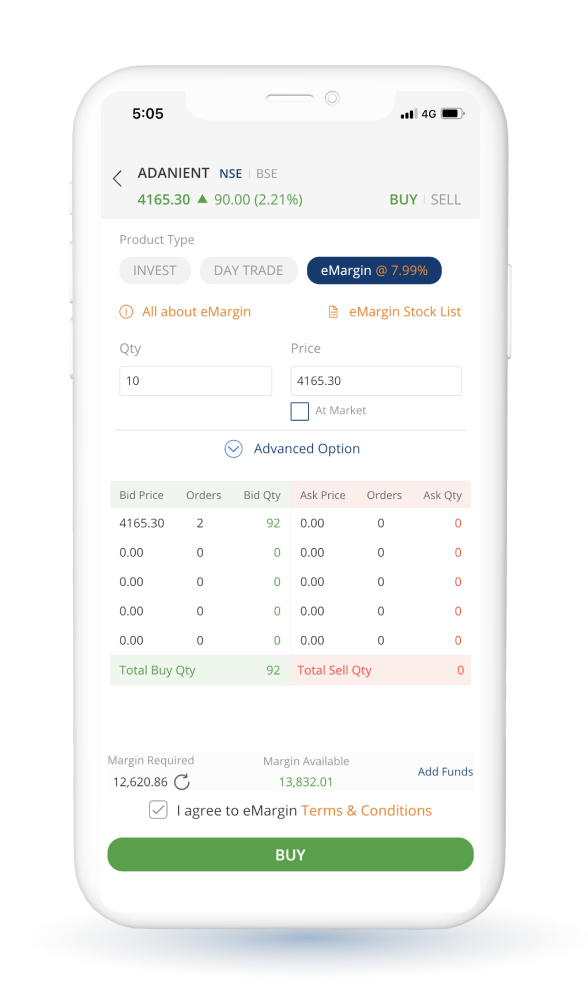 5:05 4G
ADANIENT NSE BSE
4165.30 90.00 (2.21%) BUY SELL
Product Type
INVEST DAY TRADE eMargin @ 7.99%
All about eMargin eMargin Stock List
Qty Price
10 4165.30
At Market
Advanced Option
Bid Price Orders Bid Qty Ask Price Orders Ask Qty
4165.30 2 92 0.00 0 0
0.00 0 0 0.00 0 0
0.00 0 0 0.00 0 0
0.00 0 0 0.00 0 0
0.00 0 0 0.00 0 0
Total Buy Qty 92 Total Sell Qty 0
Margin Required Margin Available
12,620.86 13,832.01 Add Funds
I agree to eMargin Terms & Conditions
BUY